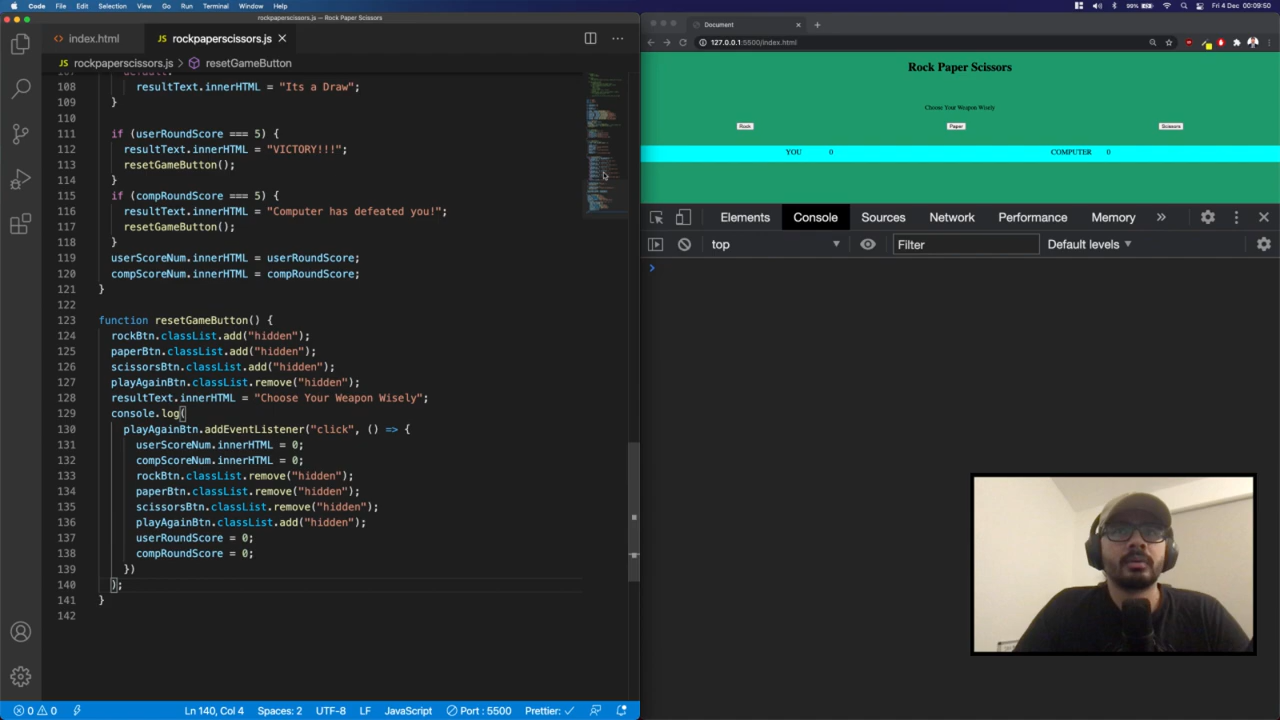 Code File Edit Selection View Go Run Terminal Window Help 99% Fri 4 Dec 00:09:50
rockpaperscissors.js — Rock Paper Scissors
index.html JS rockpaperscissors.js
JS rockpaperscissors.js > resetGameButton
107 default:
108 resultText.innerHTML = "Its a Draw";
109 }
110
111 if (userRoundScore === 5) {
112 resultText.innerHTML = "VICTORY!!!";
113 resetGameButton();
114 }
115 if (compRoundScore === 5) {
116 resultText.innerHTML = "Computer has defeated you!";
117 resetGameButton();
118 }
119 userScoreNum.innerHTML = userRoundScore;
120 compScoreNum.innerHTML = compRoundScore;
121 }
122
123 function resetGameButton() {
124 rockBtn.classList.add("hidden");
125 paperBtn.classList.add("hidden");
126 scissorsBtn.classList.add("hidden");
127 playAgainBtn.classList.remove("hidden");
128 resultText.innerHTML = "Choose Your Weapon Wisely";
129 console.log(
130 playAgainBtn.addEventListener("click", () => {
131 userScoreNum.innerHTML = 0;
132 compScoreNum.innerHTML = 0;
133 rockBtn.classList.remove("hidden");
134 paperBtn.classList.remove("hidden");
135 scissorsBtn.classList.remove("hidden");
136 playAgainBtn.classList.add("hidden");
137 userRoundScore = 0;
138 compRoundScore = 0;
139 })
140 );
141 }
142
0 0 Ln 140, Col 4 Spaces: 2 UTF-8 LF JavaScript Port : 5500 Prettier: ✓
Document
127.0.0.1:5500/index.html
Rock Paper Scissors
Choose Your Weapon Wisely
Rock Paper Scissors
YOU 0 COMPUTER 0
Elements Console Sources Network Performance Memory »
top Filter Default levels